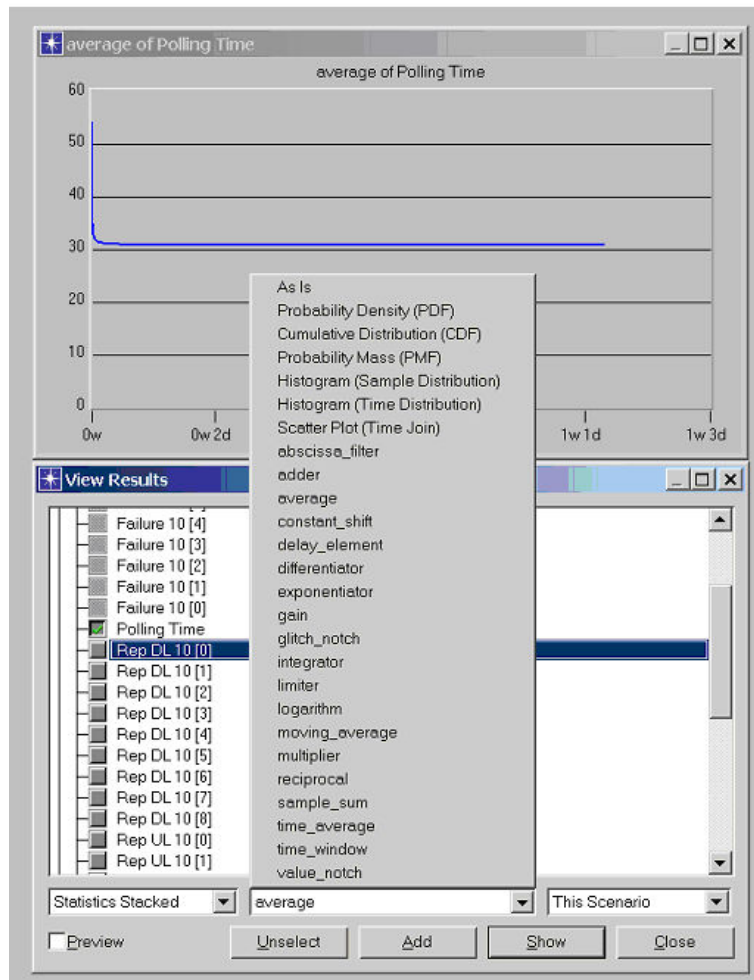 average of Polling Time
average of Polling Time
60
50
40
30
20
10
0
0w
0w 2d
1w 1d
1w 3d
As Is
Probability Density (PDF)
Cumulative Distribution (CDF)
Probability Mass (PMF)
Histogram (Sample Distribution)
Histogram (Time Distribution)
Scatter Plot (Time Join)
abscissa_filter
adder
average
constant_shift
delay_element
differentiator
exponentiator
gain
glitch_notch
integrator
limiter
logarithm
moving_average
multiplier
reciprocal
sample_sum
time_average
time_window
value_notch
View Results
Failure 10 [4]
Failure 10 [3]
Failure 10 [2]
Failure 10 [1]
Failure 10 [0]
Polling Time
Rep DL 10 [0]
Rep DL 10 [1]
Rep DL 10 [2]
Rep DL 10 [3]
Rep DL 10 [4]
Rep DL 10 [5]
Rep DL 10 [6]
Rep DL 10 [7]
Rep DL 10 [8]
Rep UL 10 [0]
Rep UL 10 [1]
Statistics Stacked
average
This Scenario
Preview
Unselect
Add
Show
Close